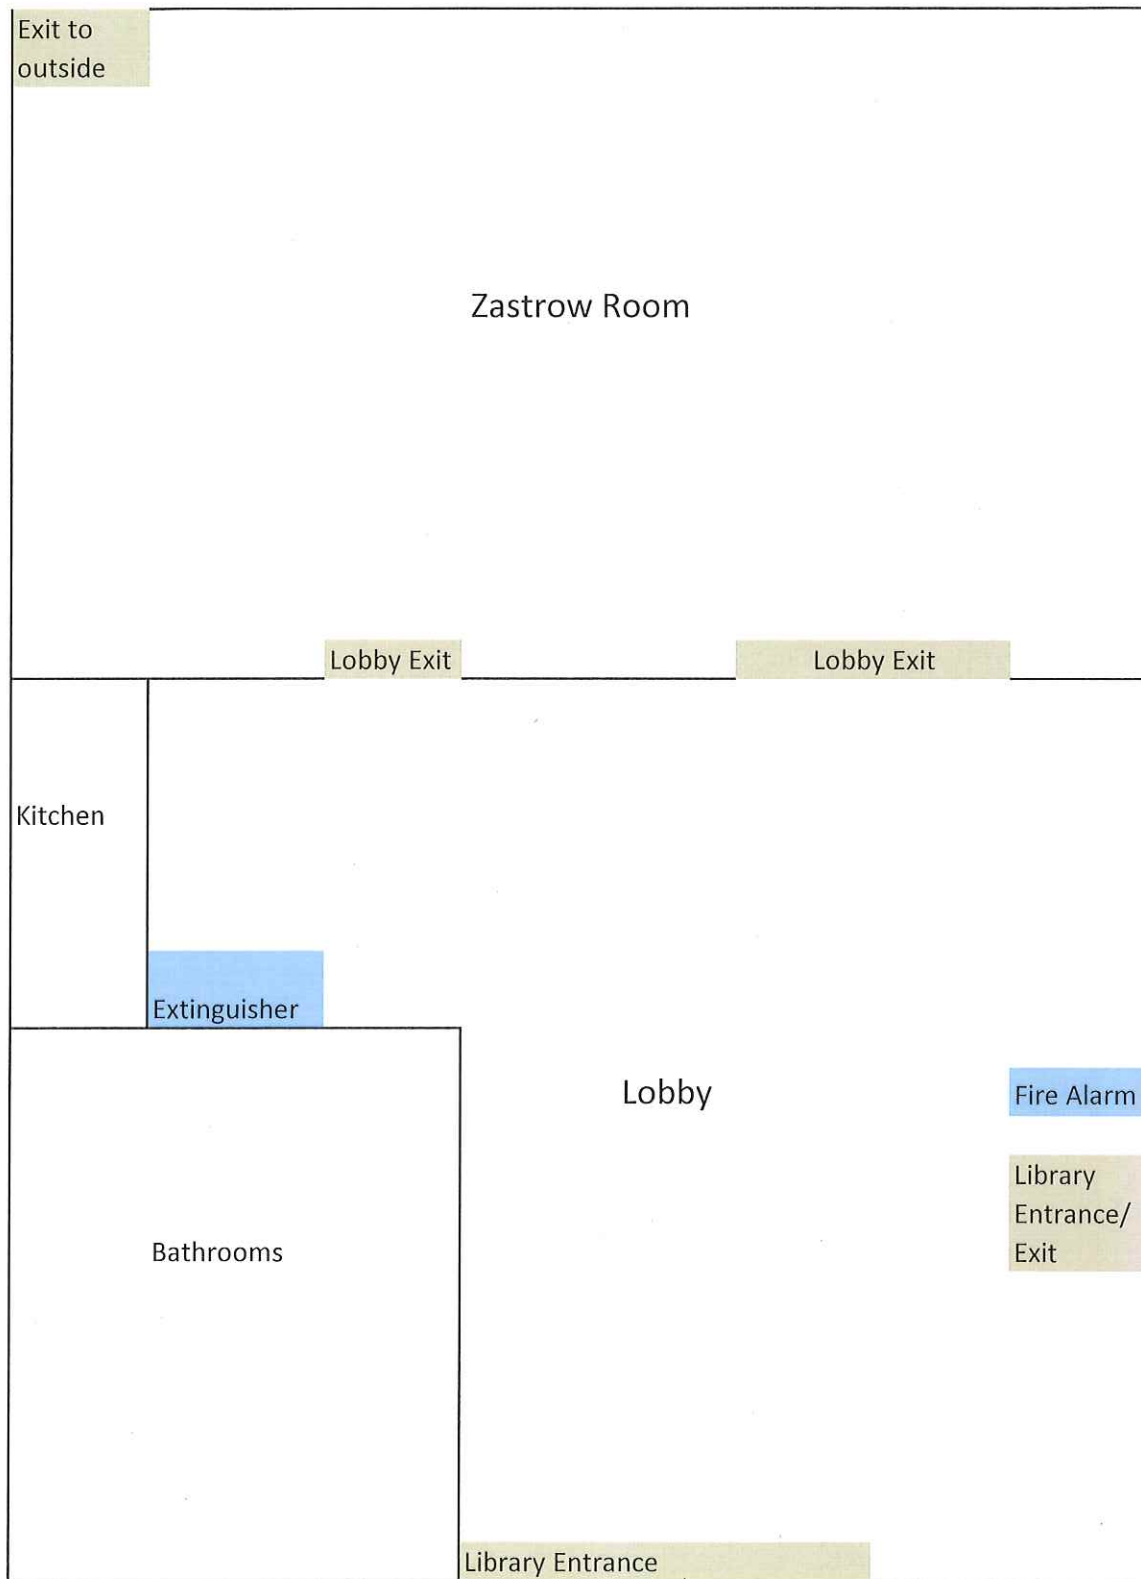 Exit to
outside
Zastrow Room
Lobby Exit
Lobby Exit
Kitchen
Extinguisher
Lobby
Fire Alarm
Library
Entrance/
Exit
Bathrooms
Library Entrance